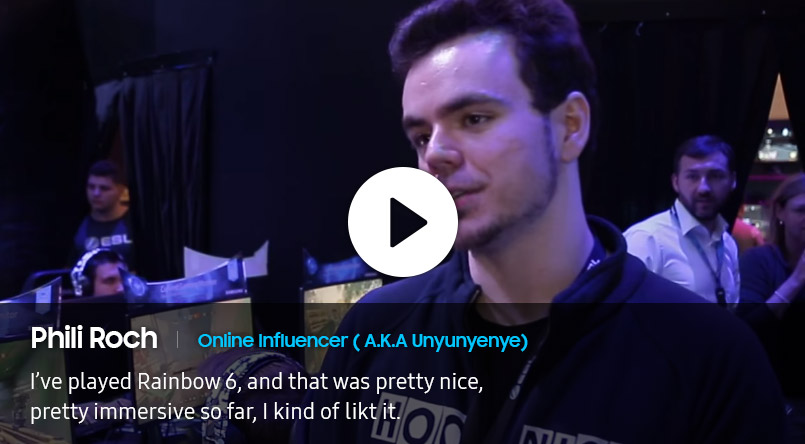 ESL
Phili Roch | Online Influencer ( A.K.A Unyunyenye)
I've played Rainbow 6, and that was pretty nice,
pretty immersive so far, I kind of likt it.